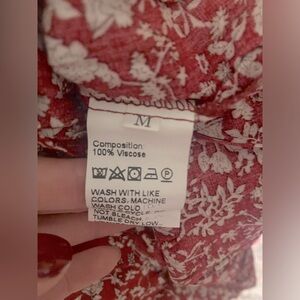 M
Composition
100% Viscose
P
WASH WITH LIKE
COLORS. MACHINE
WASH COLD
NOT BLEACH.
TUMBLE DRY LOW